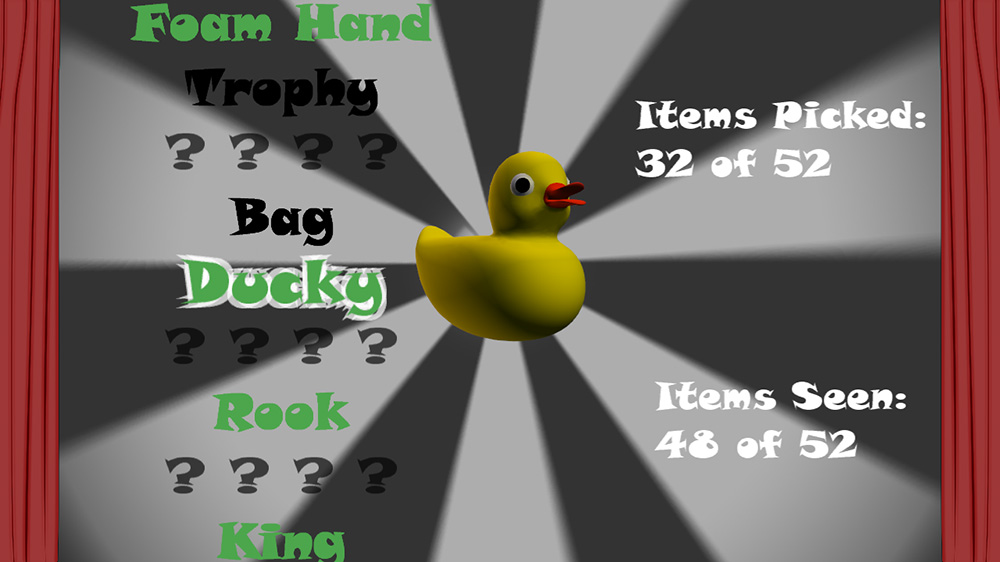 Foam Hand
Trophy
? ? ? ?
Bag
Ducky
? ? ? ?
Rook
? ? ? ?
King
Items Picked:
32 of 52
Items Seen:
48 of 52